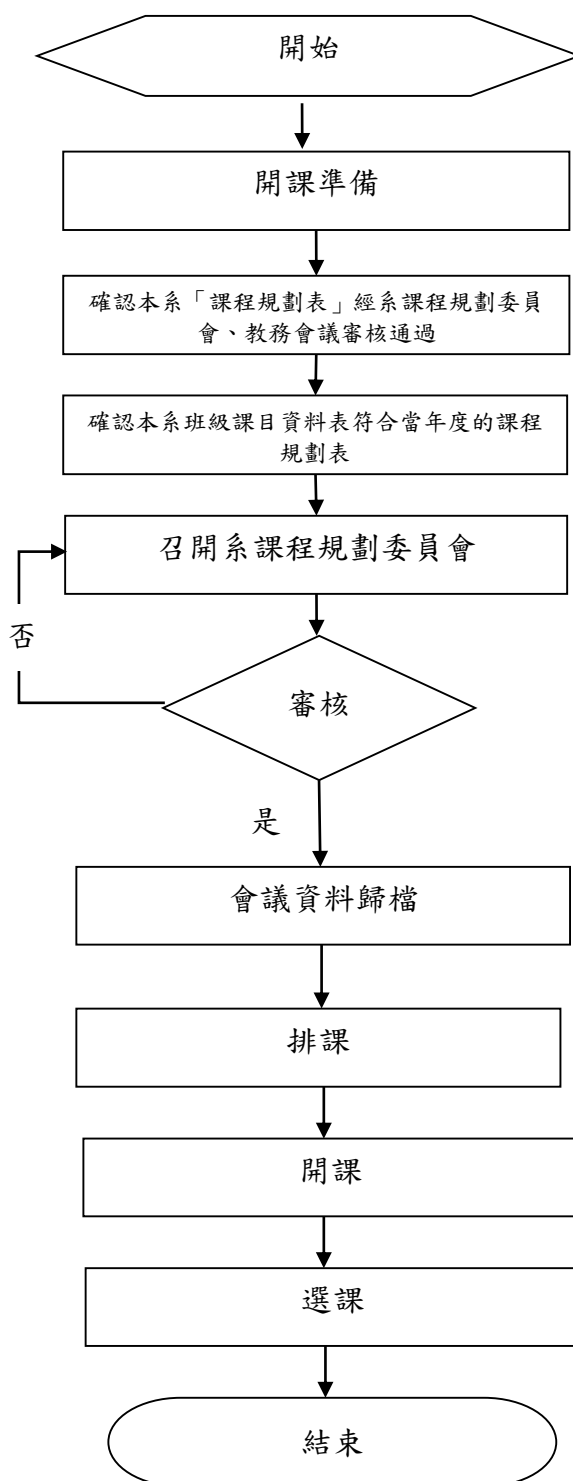 開始
開課準備
確認本系「課程規劃表」經系課程規劃委員
會、教務會議審核通過
確認本系班級課目資料表符合當年度的課程
規劃表
召開系課程規劃委員會
否
審核
是
會議資料歸檔
排課
開課
選課
結束